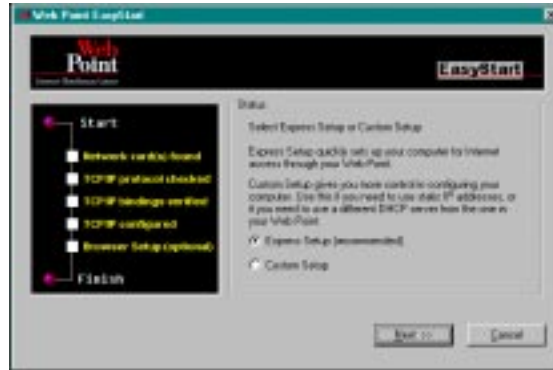 Web Point EasyStart
Web
Point
EasyStart
Start
Network card(s) found
TCP/IP protocol checked
TCP/IP bindings verified
TCP/IP configured
Browser Setup (optional)
Finish
Status
Select Express Setup or Custom Setup
Express Setup quickly sets up your computer for Internet
access through your Web Point.
Custom Setup gives you more control in configuring your
computer. Use this if you need to use static IP addresses, or
if you need to use a different DHCP server from the one in
your Web Point.
Express Setup (recommended)
Custom Setup
Next >>
Cancel